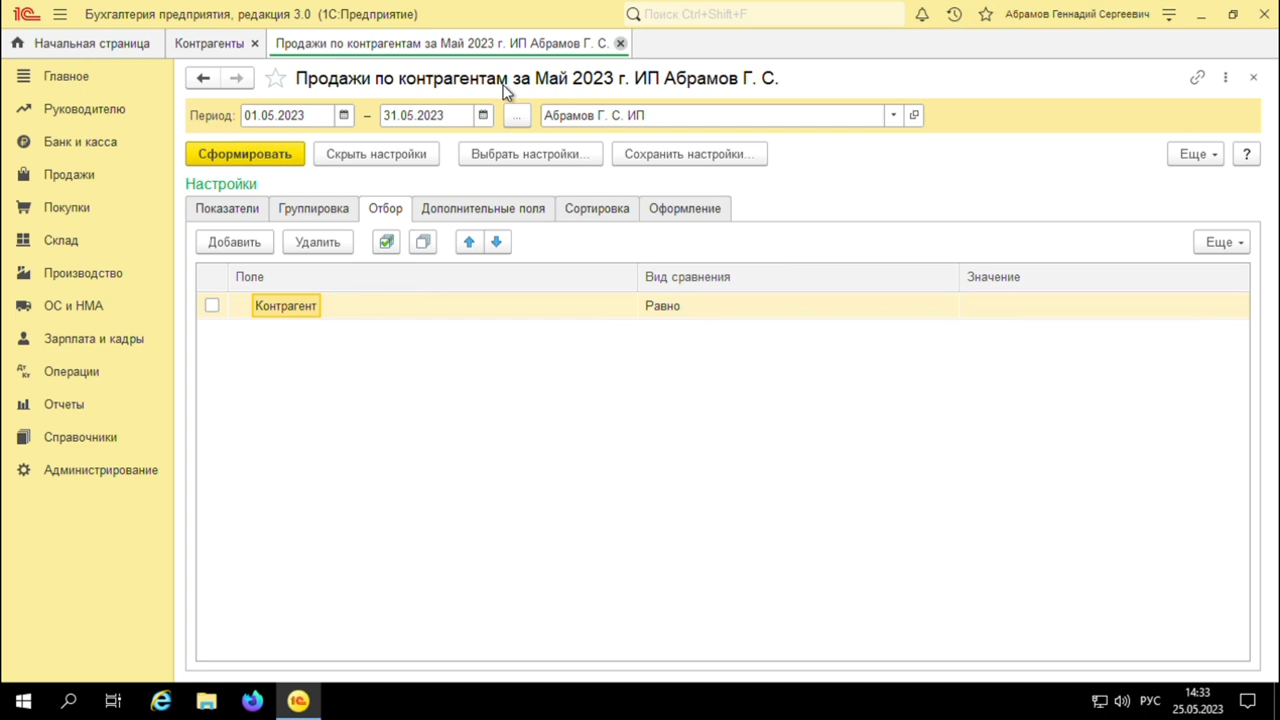 Бухгалтерия предприятия, редакция 3.0 (1С:Предприятие)
Поиск Ctrl+Shift+F
Абрамов Геннадий Сергеевич
Начальная страница
Контрагенты
Продажи по контрагентам за Май 2023 г. ИП Абрамов Г. С.
Главное
Руководителю
Банк и касса
Продажи
Покупки
Склад
Производство
ОС и НМА
Зарплата и кадры
Операции
Отчеты
Справочники
Администрирование
Продажи по контрагентам за Май 2023 г. ИП Абрамов Г. С.
Период: 01.05.2023 – 31.05.2023 ... Абрамов Г. С. ИП
Сформировать Скрыть настройки Выбрать настройки... Сохранить настройки... Еще ?
Настройки
Показатели Группировка Отбор Дополнительные поля Сортировка Оформление
Добавить Удалить Еще
Поле Вид сравнения Значение
Контрагент Равно
РУС
14:33
25.05.2023